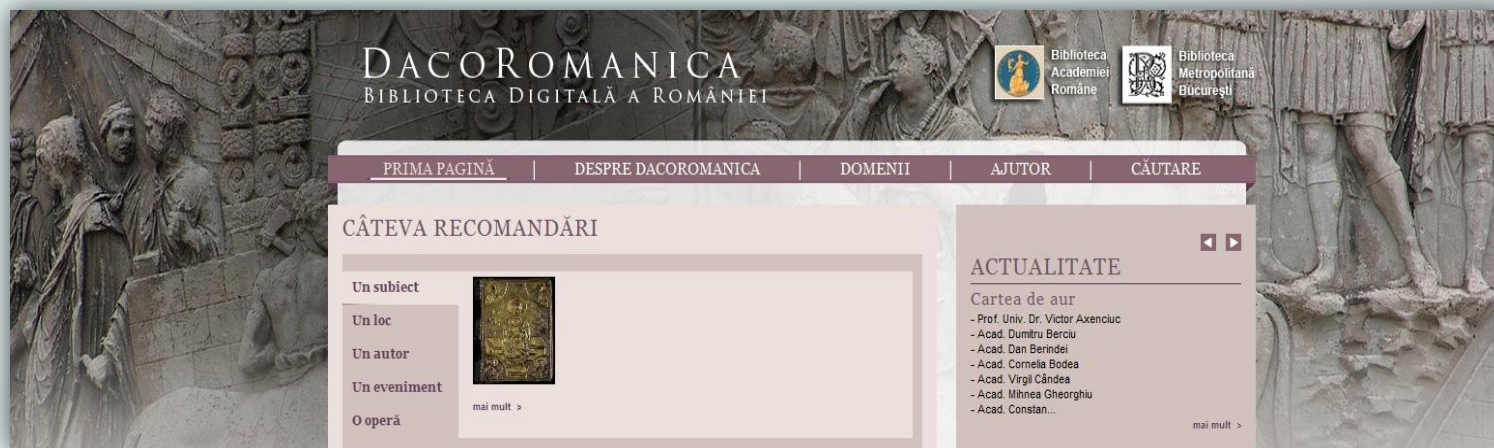 DACOROMANICA
BIBLIOTECA DIGITALĂ A ROMÂNIEI
Biblioteca
Academiei
Române
Biblioteca
Metropolitană
București
PRIMA PAGINĂ | DESPRE DACOROMANICA | DOMENII | AJUTOR | CĂUTARE
CÂTEVA RECOMANDĂRI
Un subiect
Un loc
Un autor
Un eveniment
O operă
mai mult >
ACTUALITATE
Cartea de aur
- Prof. Univ. Dr. Victor Axenciuc
- Acad. Dumitru Berciu
- Acad. Dan Berindei
- Acad. Cornelia Bodea
- Acad. Virgil Cândea
- Acad. Mihnea Gheorghiu
- Acad. Constan...
mai mult >